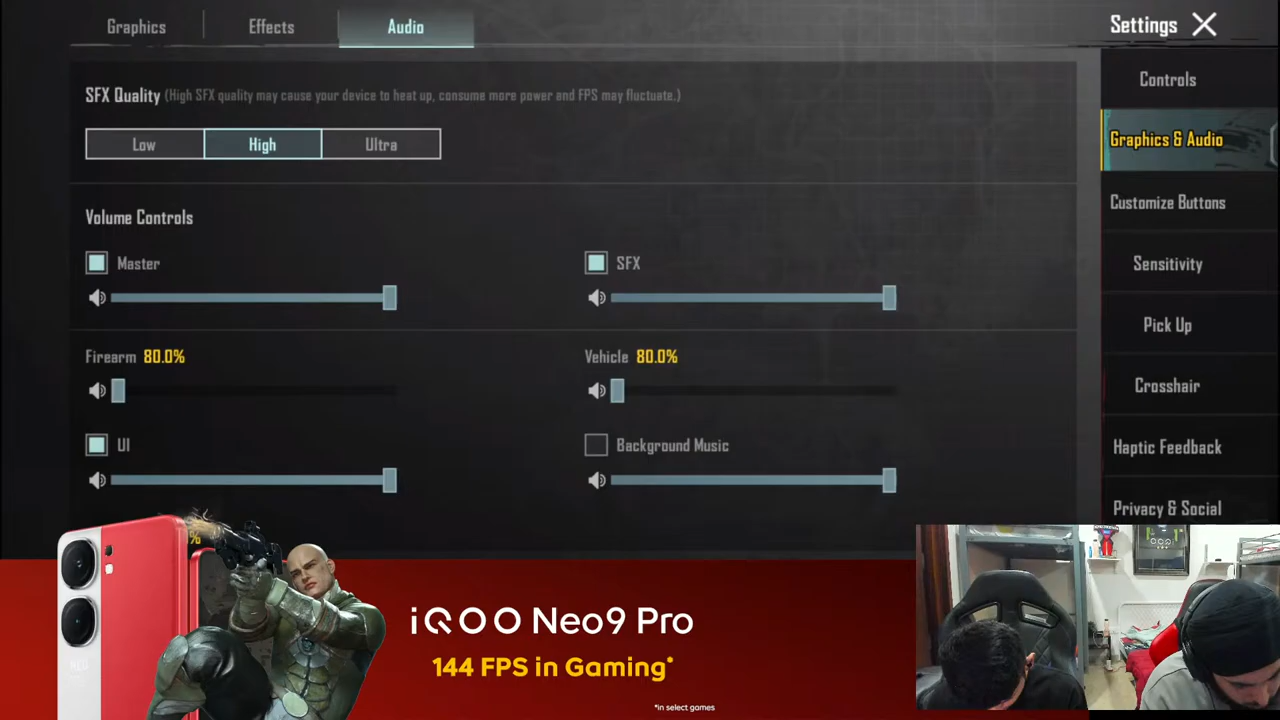 Graphics
Effects
Audio
Settings
SFX Quality (High SFX quality may cause your device to heat up, consume more power and FPS may fluctuate.)
Low
High
Ultra
Volume Controls
Master
SFX
Firearm 80.0%
Vehicle 80.0%
UI
Background Music
%
Controls
Graphics & Audio
Customize Buttons
Sensitivity
Pick Up
Crosshair
Haptic Feedback
Privacy & Social
iQOO Neo9 Pro
144 FPS in Gaming*
*in select games